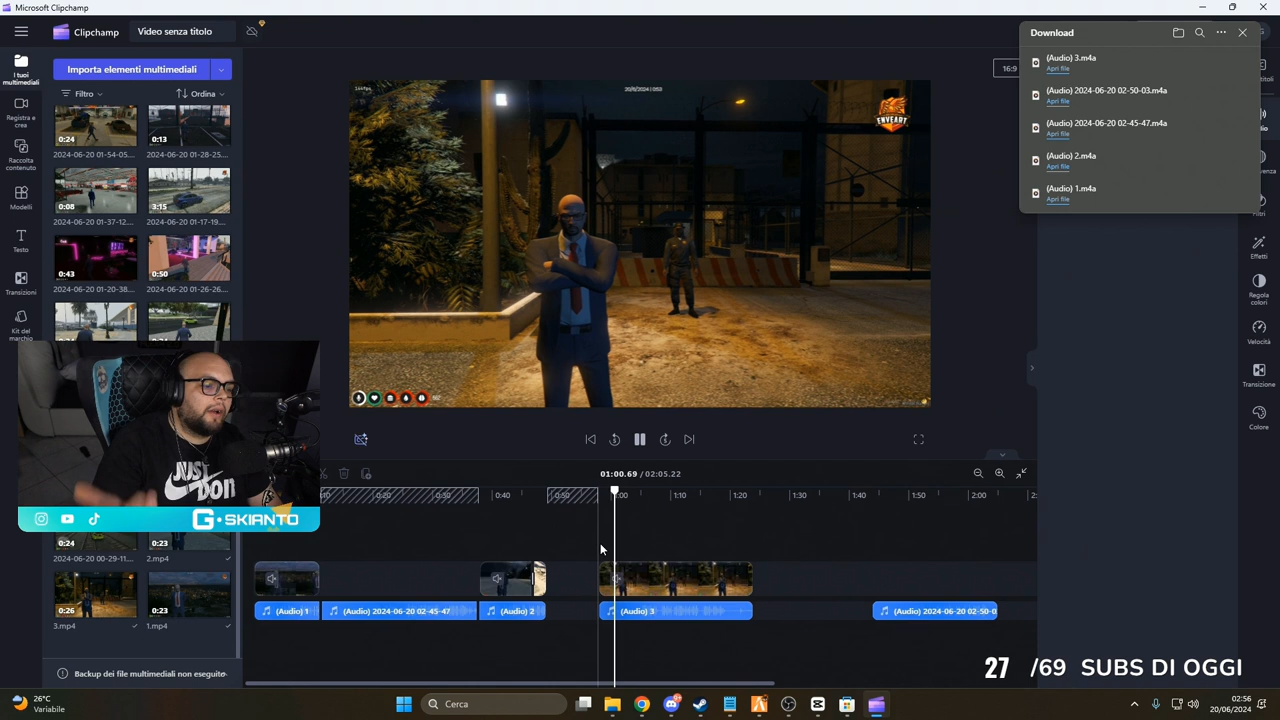 Microsoft Clipchamp
Clipchamp
Video senza titolo
I tuoi
multimediali
Importa elementi multimediali
Filtro
Ordina
Registra e
crea
Raccolta
contenuto
Modelli
Testo
Transizioni
Kit del
marchio
0:24
0:13
2024-06-20 01-54-05....
2024-06-20 01-28-25....
0:08
3:15
2024-06-20 01-37-12...
2024-06-20 01-17-19....
0:43
0:50
2024-06-20 01-20-38....
2024-06-20 01-26-26....
0:24
0:23
2024-06-20 00-29-11....
2.mp4
0:26
0:23
3.mp4
1.mp4
Backup dei file multimediali non eseguito
JUST
DON
G SKIANTO
ENVEART
16:9
Download
(Audio) 3.m4a
Apri file
(Audio) 2024-06-20 02-50-03.m4a
Apri file
(Audio) 2024-06-20 02-45-47.m4a
Apri file
(Audio) 2.m4a
Apri file
(Audio) 1.m4a
Apri file
Filtri
Effetti
Regola
colori
Velocità
Transizione
Colore
01:00.69 / 02:05.22
0:20
0:30
0:40
0:50
1:10
1:20
1:30
1:40
1:50
2:00
(Audio) 1
(Audio) 2024-06-20 02-45-47
(Audio) 2
(Audio) 3
(Audio) 2024-06-20 02-50-0
27 /69 SUBS DI OGGI
26°C
Variabile
Cerca
02:56
20/06/2024